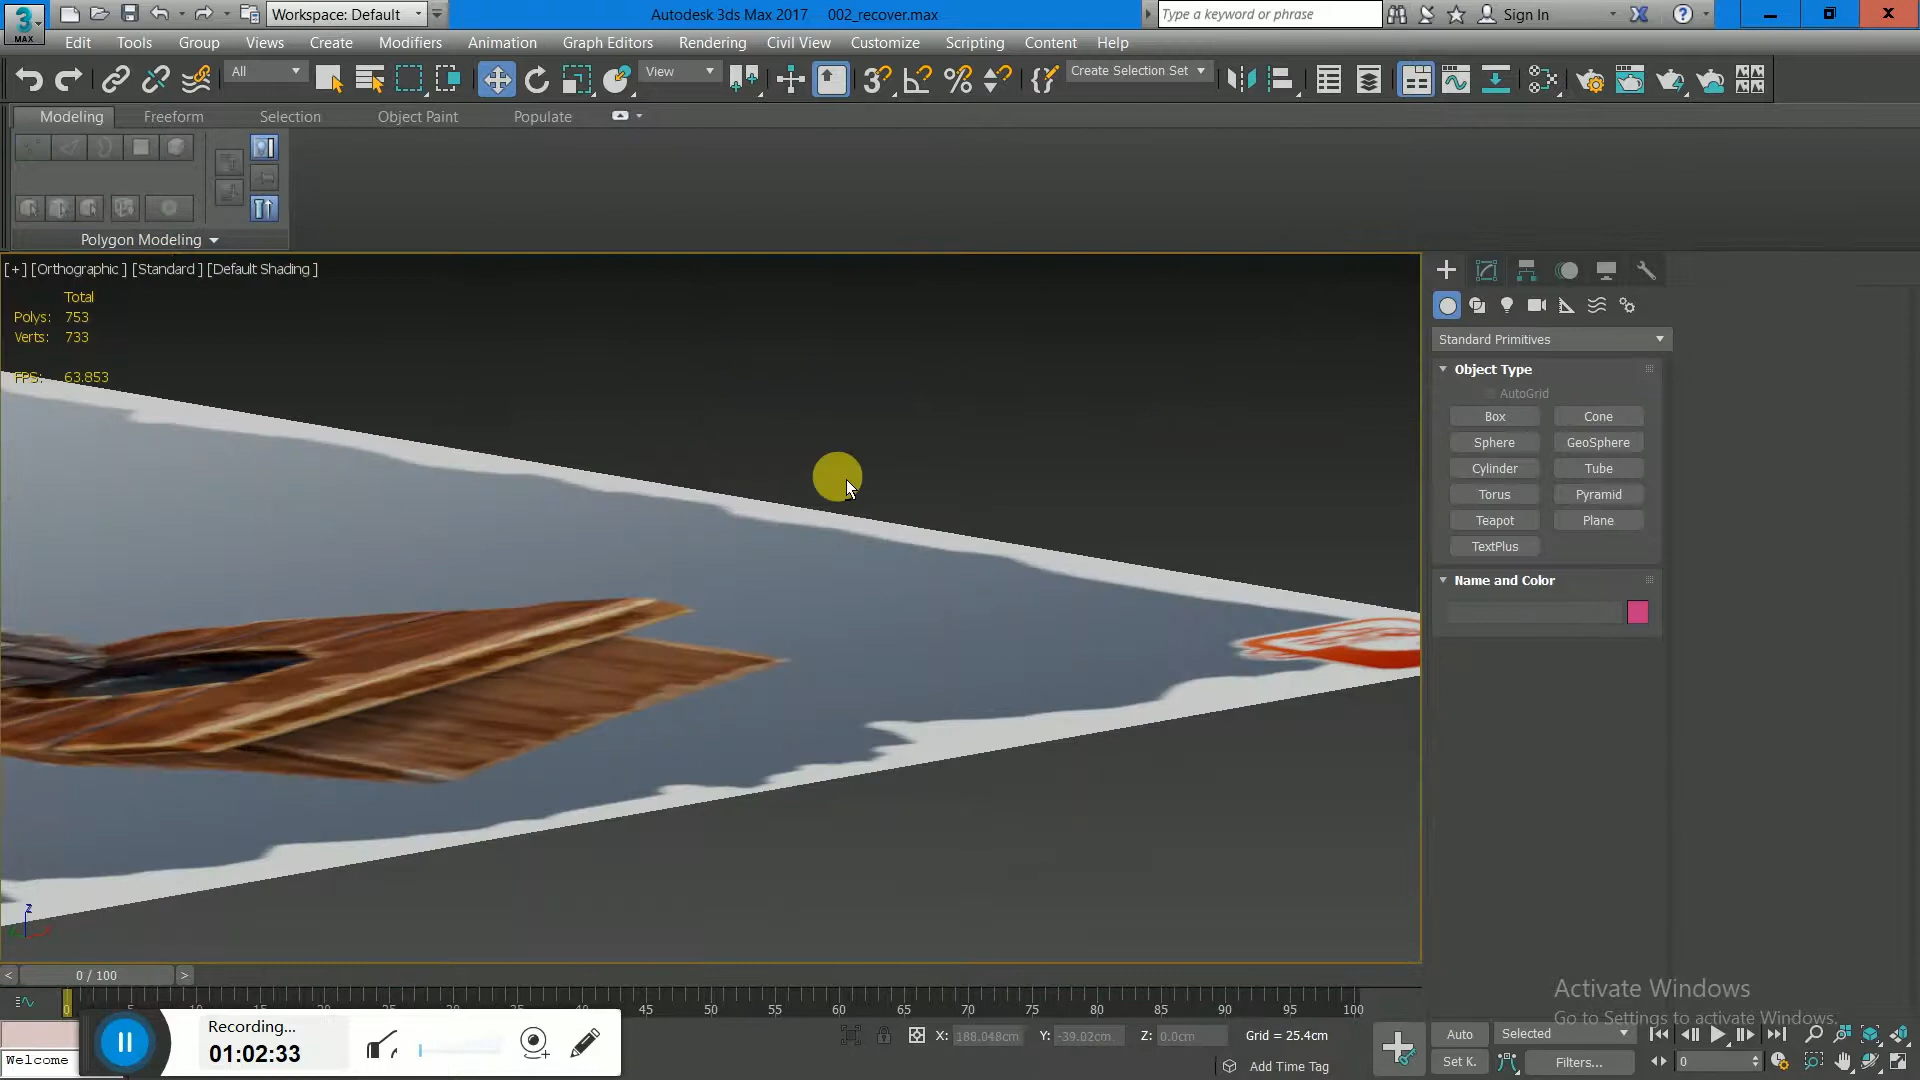 3
MAX
Workspace: Default
Autodesk 3ds Max 2017    002_recover.max
Type a keyword or phrase
Sign In
Edit
Tools
Group
Views
Create
Modifiers
Animation
Graph Editors
Rendering
Civil View
Customize
Scripting
Content
Help
All
View
Create Selection Set
Modeling
Freeform
Selection
Object Paint
Populate
Polygon Modeling
[+] [Orthographic ] [Standard ] [Default Shading ]
Total
Polys: 753
Verts: 733
FPS: 63.853
Standard Primitives
Object Type
AutoGrid
Box
Cone
Sphere
GeoSphere
Cylinder
Tube
Torus
Pyramid
Teapot
Plane
TextPlus
Name and Color
z
< 0 / 100 >
0 5 10 15 20 25 30 35 40 45 50 55 60 65 70 75 80 85 90 95 100
Welcome
Recording...
01:02:33
X: 188.048cm
Y: -39.02cm
Z: 0.0cm
Grid = 25.4cm
Add Time Tag
Auto
Selected
Set K.
Filters...
0
Activate Windows
Go to Settings to activate Windows.